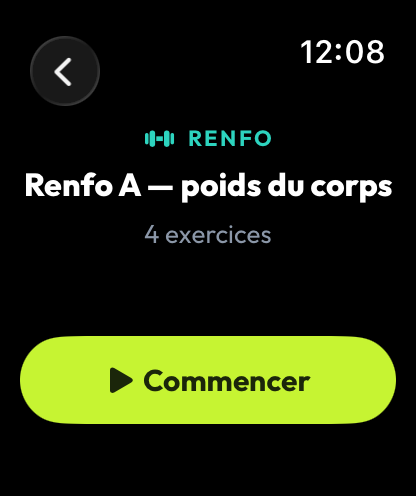 12:08
RENFO
Renfo A — poids du corps
4 exercices
Commencer